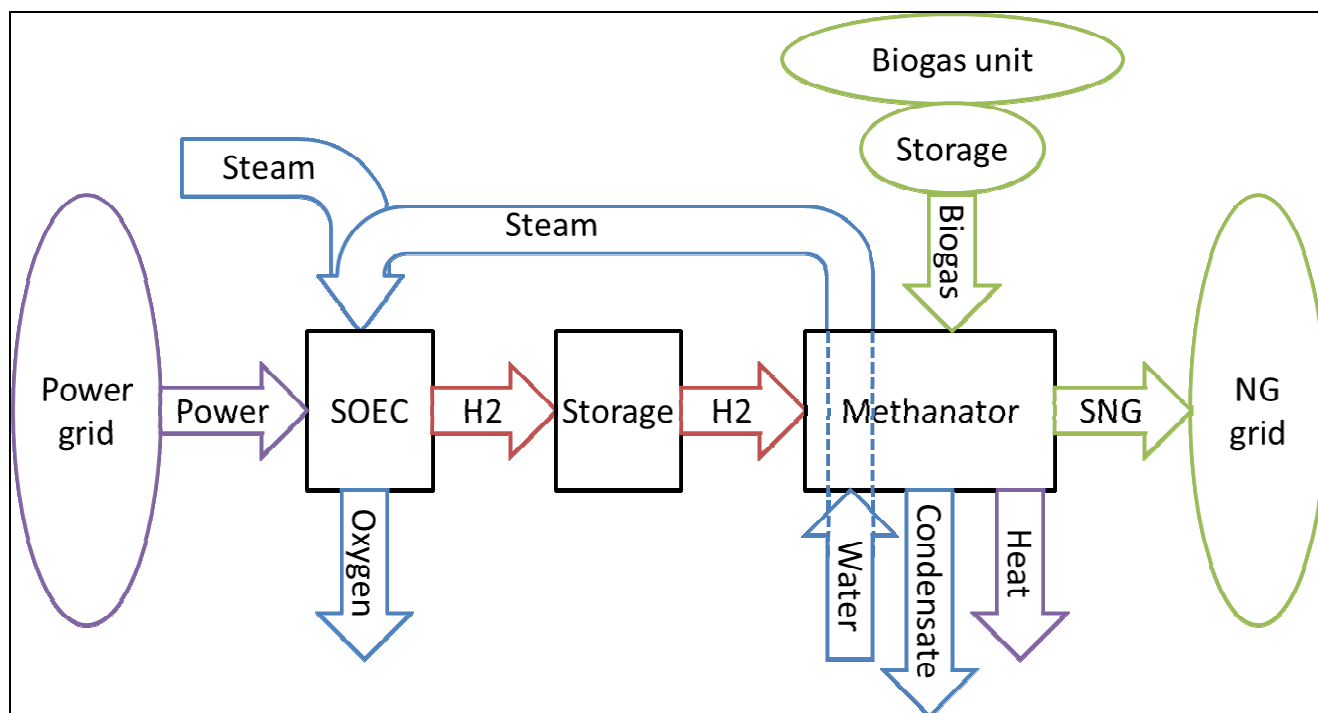 Biogas unit
Storage
Steam
Steam
Biogas
Power
grid
Power
SOEC
H2
Storage
H2
Methanator
SNG
NG
grid
Oxygen
Water
Condensate
Heat